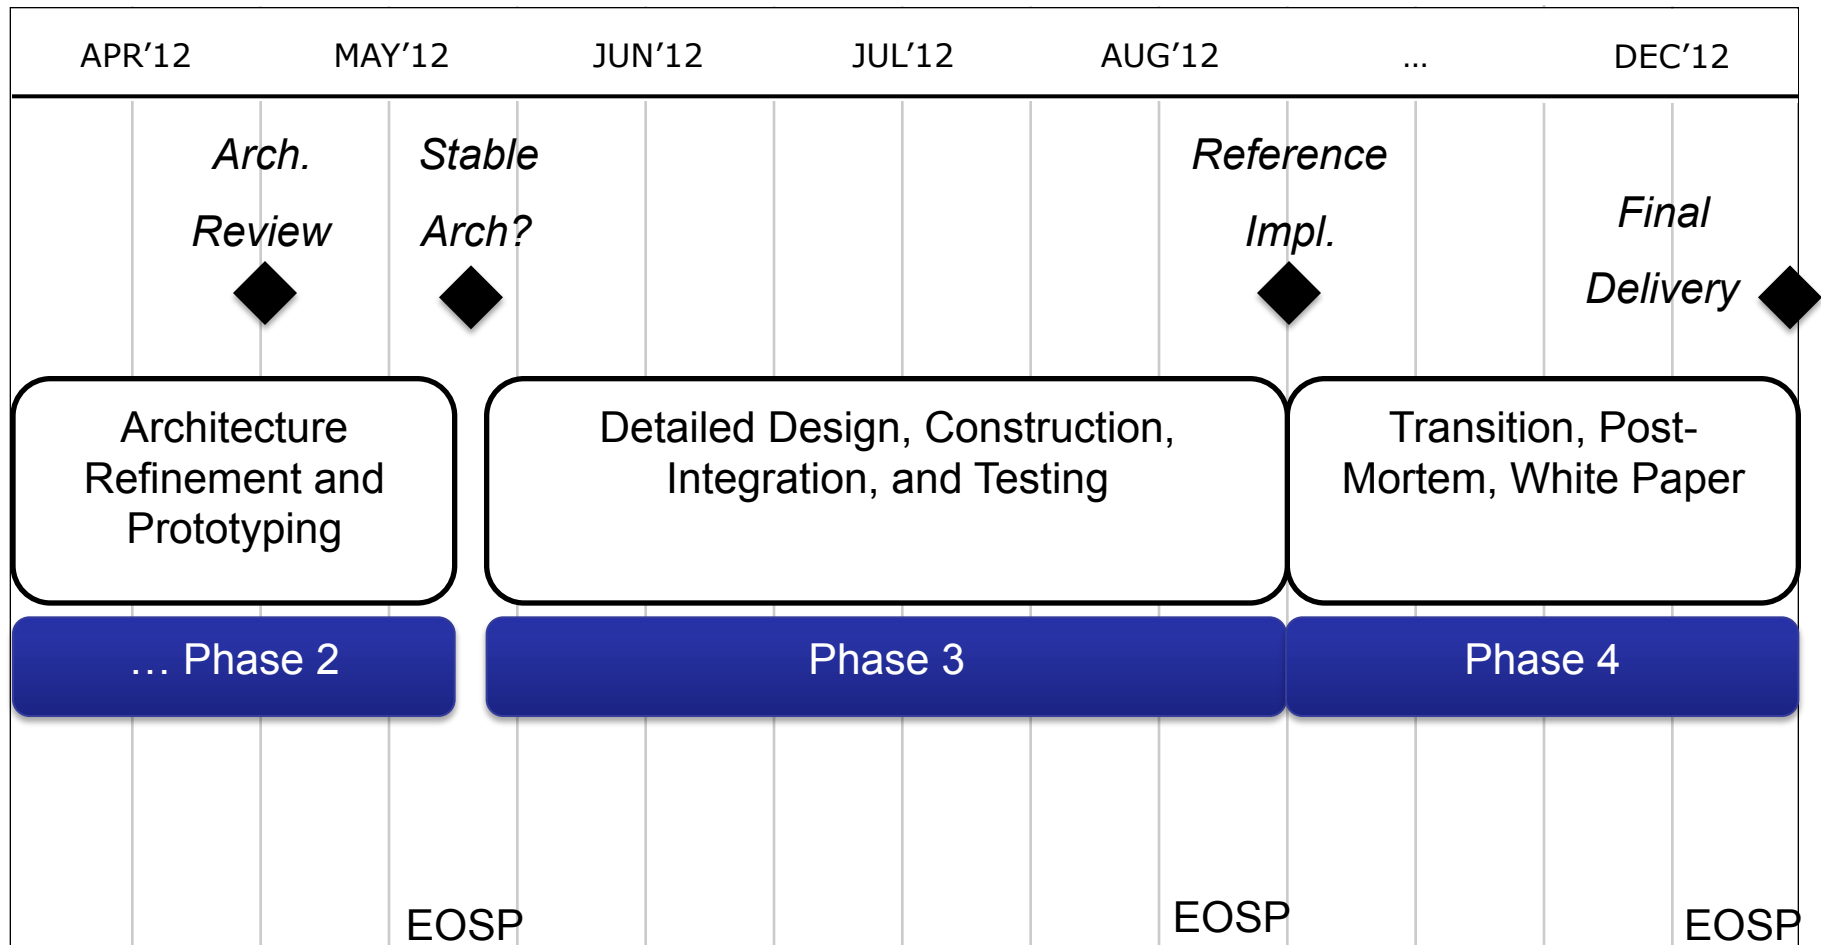 APR’12 MAY’12 JUN’12 JUL’12 AUG’12 ... DEC’12
Arch.
Review
Stable
Arch?
Reference
Impl.
Final
Delivery
Architecture
Refinement and
Prototyping
Detailed Design, Construction,
Integration, and Testing
Transition, Post-
Mortem, White Paper
... Phase 2
Phase 3
Phase 4
EOSP
EOSP
EOSP